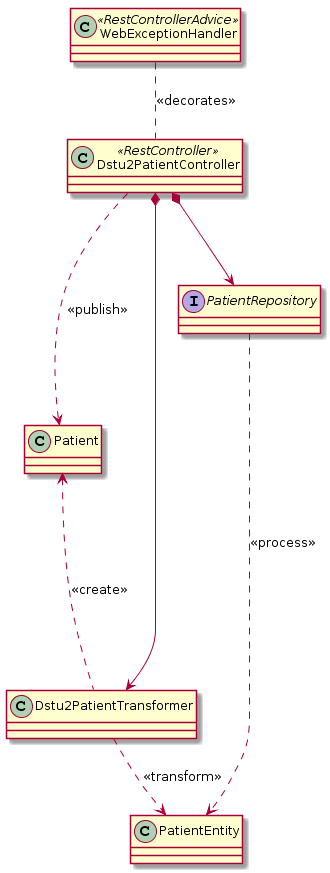 C
«RestControllerAdvice»
WebExceptionHandler
«decorates»
C
«RestController»
Dstu2PatientController
«publish»
I
PatientRepository
C
Patient
«process»
«create»
C
Dstu2PatientTransformer
«transform»
C
PatientEntity